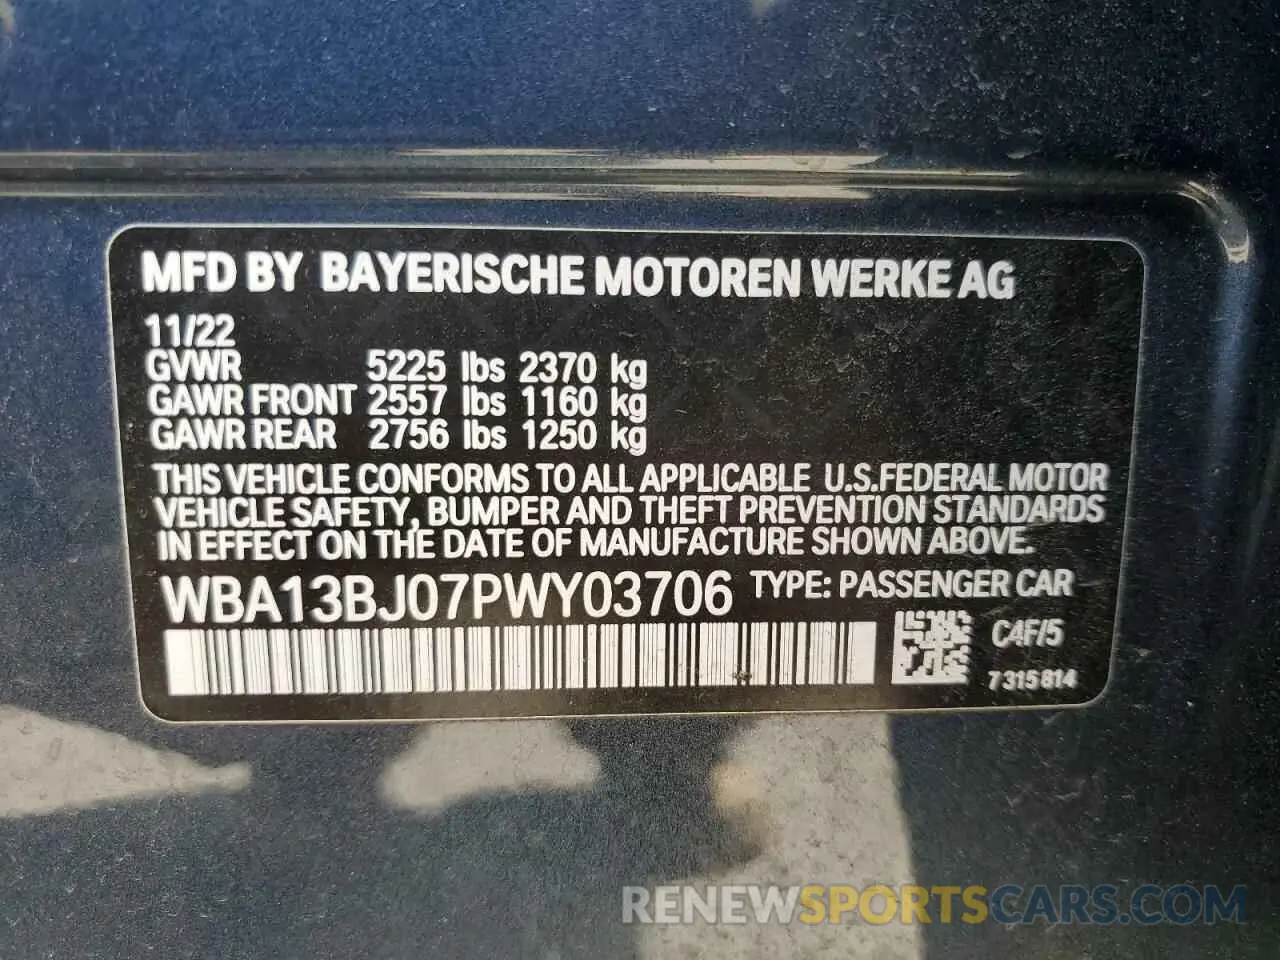 MFD BY BAYERISCHE MOTOREN WERKE AG
11/22
GVWR 5225 lbs 2370 kg
GAWR FRONT 2557 lbs 1160 kg
GAWR REAR 2756 lbs 1250 kg
THIS VEHICLE CONFORMS TO ALL APPLICABLE U.S.FEDERAL MOTOR
VEHICLE SAFETY, BUMPER AND THEFT PREVENTION STANDARDS
IN EFFECT ON THE DATE OF MANUFACTURE SHOWN ABOVE.
WBA13BJ07PWY03706 TYPE: PASSENGER CAR
C4F/5
7 315 814
RENEWSPORTSCARS.COM